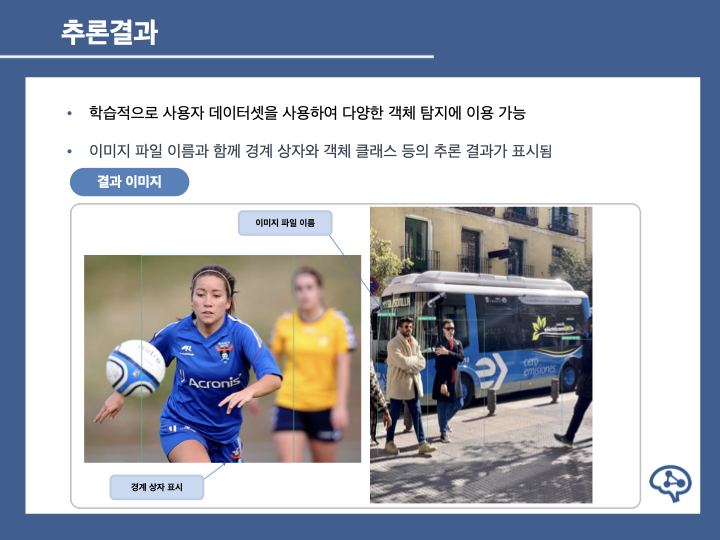 추론결과
• 학습적으로 사용자 데이터셋을 사용하여 다양한 객체 탐지에 이용 가능
• 이미지 파일 이름과 함께 경계 상자와 객체 클래스 등의 추론 결과가 표시됨
결과 이미지
이미지 파일 이름
Acronis
cero
emisiones
경계 상자 표시